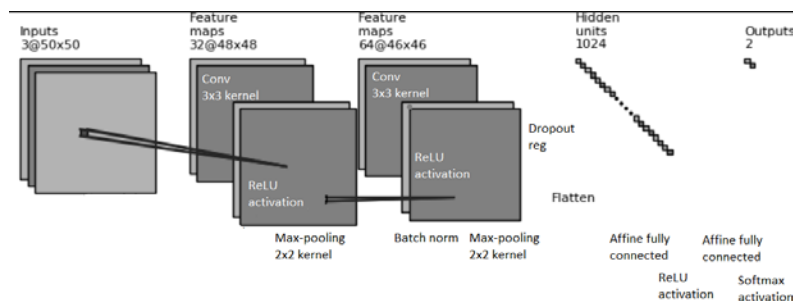 Inputs
3@50x50
Feature
maps
32@48x48
Feature
maps
64@46x46
Hidden
units
1024
Outputs
2
Conv
3x3 kernel
Conv
3x3 kernel
ReLU
activation
ReLU
activation
Dropout
reg
Flatten
Max-pooling
2x2 kernel
Batch norm
Max-pooling
2x2 kernel
Affine fully
connected
Affine fully
connected
ReLU
activation
Softmax
activation